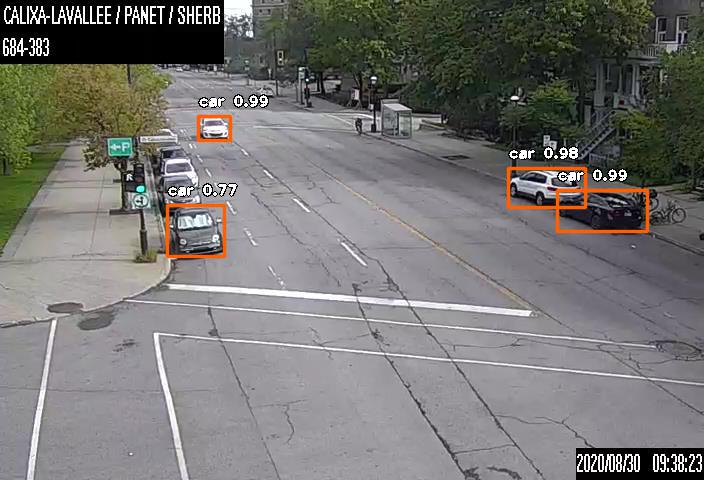 CALIXA-LAVALLEE / PANET / SHERB
684-383
car 0.99
car 0.98
car 0.99
car 0.77
P
2020/08/30 09:38:23